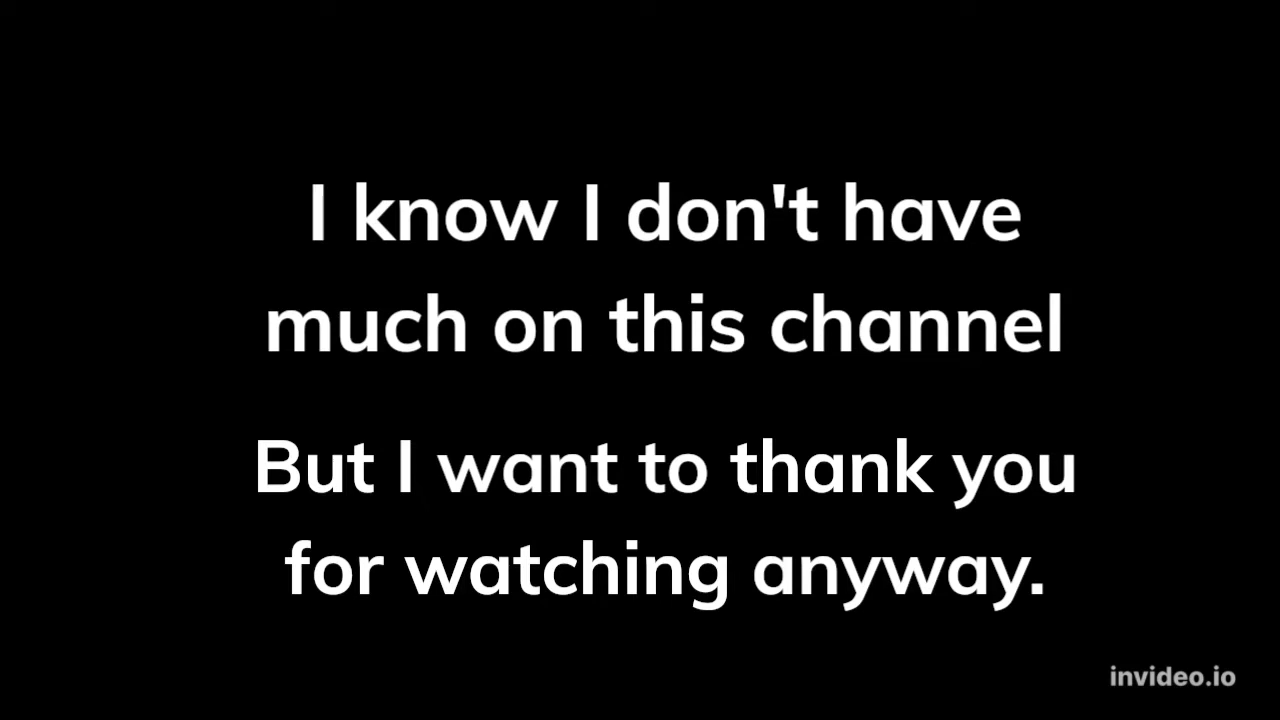 I know I don't have
much on this channel
But I want to thank you
for watching anyway.
invideo.io